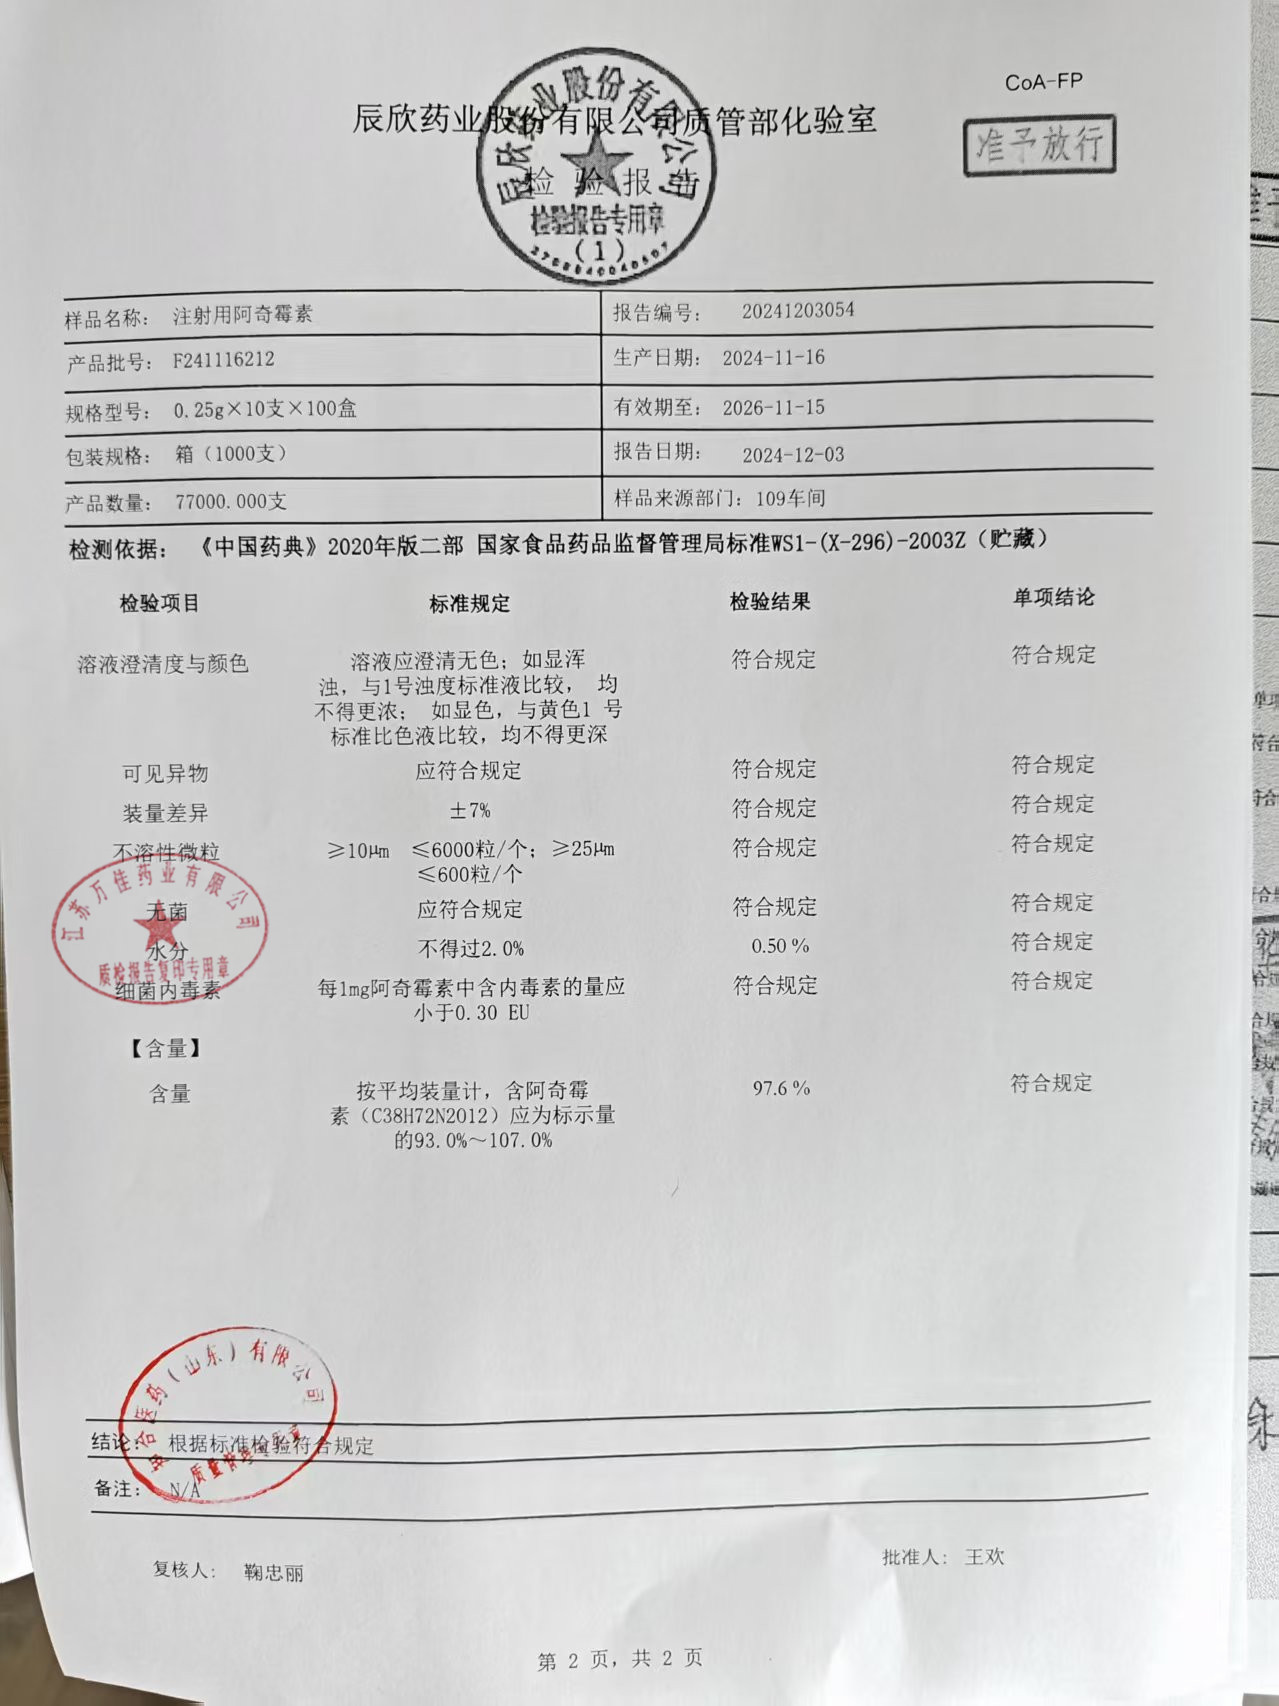 CoA-FP
辰欣药业股份有限公司质管部化验室
准予放行
检 验 报 告
辰欣药业股份有限公司
检验报告专用章
(1)
样品名称: 注射用阿奇霉素
报告编号: 20241203054
产品批号: F241116212
生产日期: 2024-11-16
规格型号: 0.25g×10支×100盒
有效期至: 2026-11-15
包装规格: 箱（1000支）
报告日期: 2024-12-03
产品数量: 77000.000支
样品来源部门: 109车间
检测依据: 《中国药典》2020年版二部 国家食品药品监督管理局标准WS1-(X-296)-2003Z（贮藏）
检验项目 标准规定 检验结果 单项结论
溶液澄清度与颜色 溶液应澄清无色；如显浑 符合规定 符合规定
浊，与1号浊度标准液比较， 均
不得更浓； 如显色，与黄色1 号
标准比色液比较，均不得更深
可见异物 应符合规定 符合规定 符合规定
装量差异 ±7% 符合规定 符合规定
不溶性微粒 ≥10μm ≤6000粒/个；≥25μm 符合规定 符合规定
≤600粒/个
无菌 应符合规定 符合规定 符合规定
水分 不得过2.0% 0.50 % 符合规定
细菌内毒素 每1mg阿奇霉素中含内毒素的量应 符合规定 符合规定
小于0.30 EU
江苏万佳药业有限公司
质检报告复印专用章
【含量】
含量 按平均装量计，含阿奇霉 97.6 % 符合规定
素（C38H72N2O12）应为标示量
的93.0%～107.0%
合医药（山东）有限公司
结论: 根据标准检验符合规定
备注: N/A
复核人: 鞠忠丽
批准人: 王欢
第 2 页，共 2 页